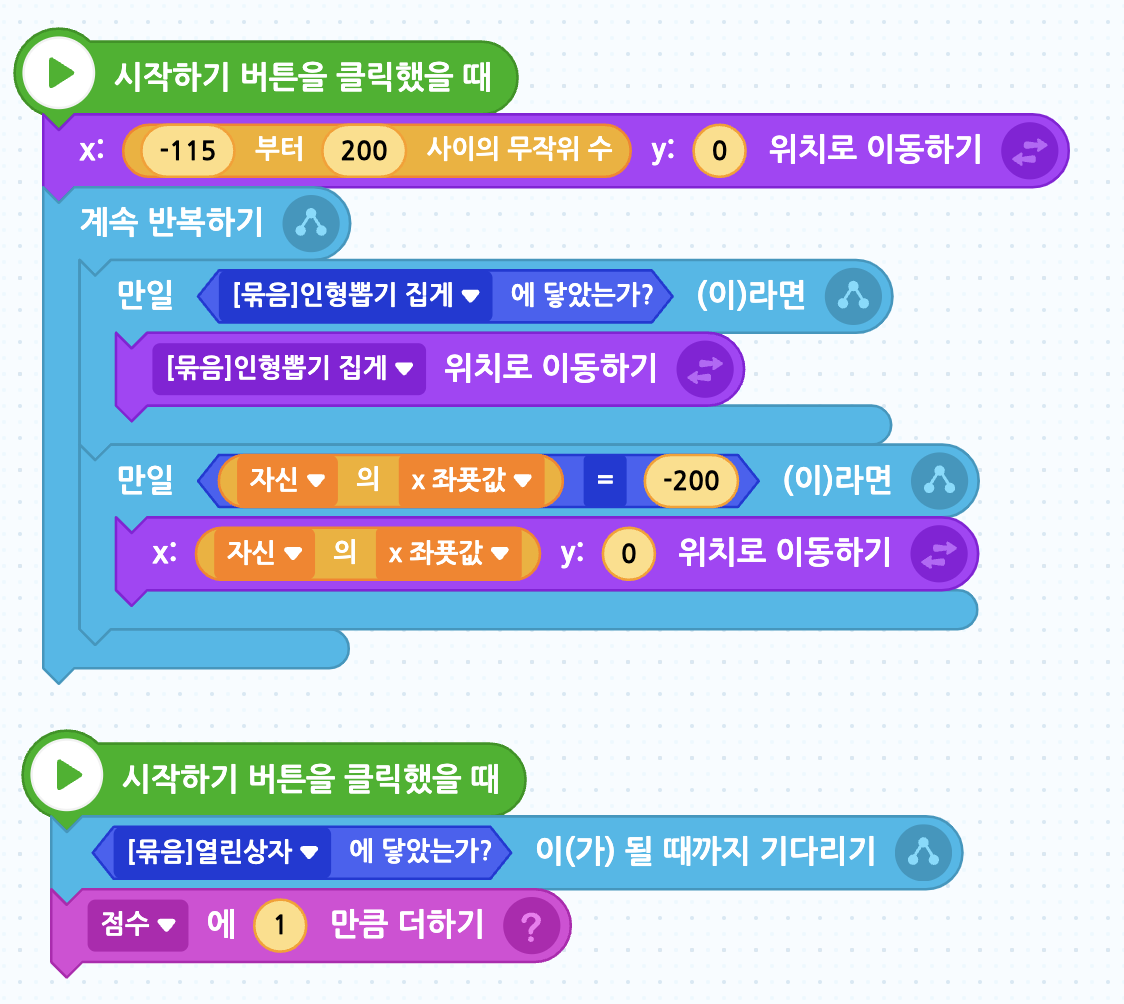 시작하기 버튼을 클릭했을 때
x: -115 부터 200 사이의 무작위 수 y: 0 위치로 이동하기
계속 반복하기
만일 [묶음]인형뽑기 집게 에 닿았는가? (이)라면
[묶음]인형뽑기 집게 위치로 이동하기
만일 자신 의 x 좌푯값 = -200 (이)라면
x: 자신 의 x 좌푯값 y: 0 위치로 이동하기
시작하기 버튼을 클릭했을 때
[묶음]열린상자 에 닿았는가? 이(가) 될 때까지 기다리기
점수 에 1 만큼 더하기 ?